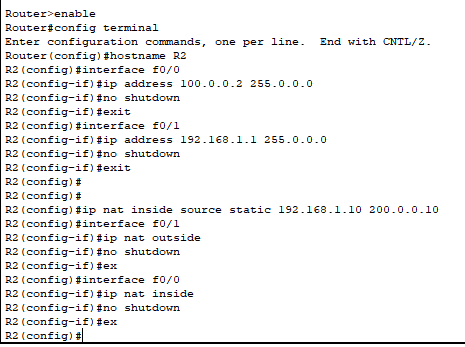 Router>enable
Router#config terminal
Enter configuration commands, one per line.  End with CNTL/Z.
Router(config)#hostname R2
R2(config)#interface f0/0
R2(config-if)#ip address 100.0.0.2 255.0.0.0
R2(config-if)#no shutdown
R2(config-if)#exit
R2(config)#interface f0/1
R2(config-if)#ip address 192.168.1.1 255.0.0.0
R2(config-if)#no shutdown
R2(config-if)#exit
R2(config)#
R2(config)#
R2(config)#ip nat inside source static 192.168.1.10 200.0.0.10
R2(config)#interface f0/1
R2(config-if)#ip nat outside
R2(config-if)#no shutdown
R2(config-if)#ex
R2(config)#interface f0/0
R2(config-if)#ip nat inside
R2(config-if)#no shutdown
R2(config-if)#ex
R2(config)#